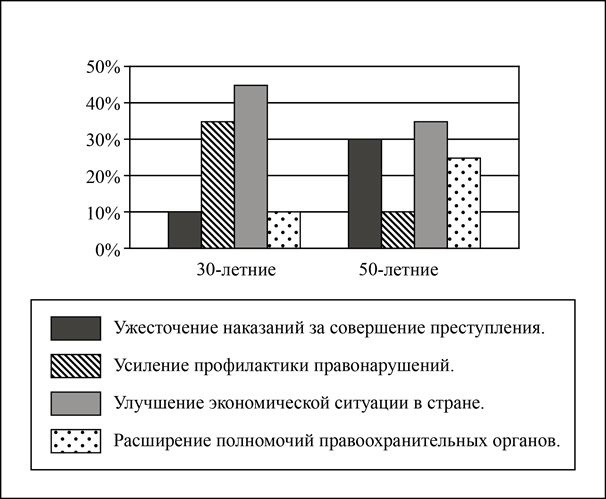 50%
40%
30%
20%
10%
0%
30-летние
50-летние
Ужесточение наказаний за совершение преступления.
Усиление профилактики правонарушений.
Улучшение экономической ситуации в стране.
Расширение полномочий правоохранительных органов.